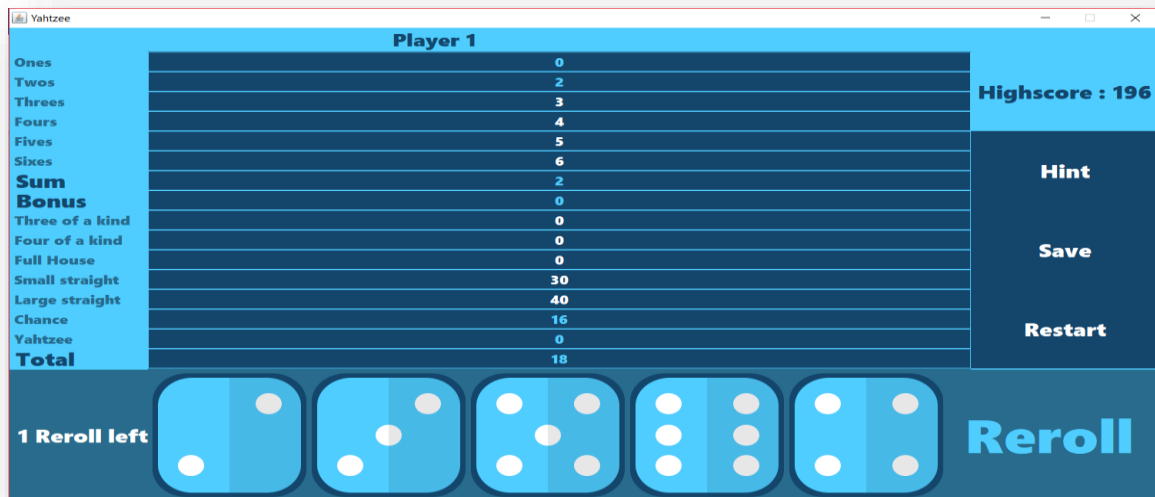 Yahtzee
Player 1
Ones 0
Twos 2
Threes 3
Fours 4
Fives 5
Sixes 6
Sum 2
Bonus 0
Three of a kind 0
Four of a kind 0
Full House 0
Small straight 30
Large straight 40
Chance 16
Yahtzee 0
Total 18
Highscore : 196
Hint
Save
Restart
1 Reroll left
Reroll